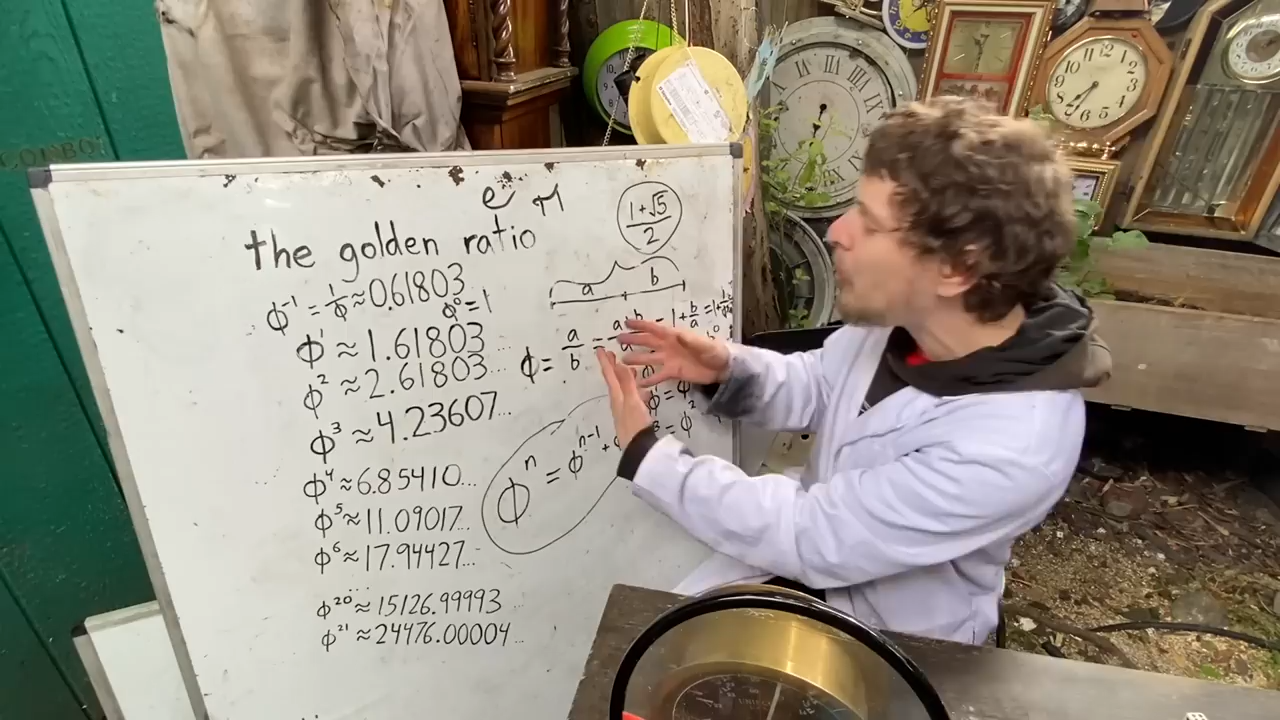 e π
1+√5
2
the golden ratio
ϕ⁻¹ = 1/ϕ ≈ 0.61803
ϕ⁰ = 1
ϕ¹ ≈ 1.61803...
ϕ² ≈ 2.61803...
ϕ³ ≈ 4.23607...
ϕ⁴ ≈ 6.85410...
ϕ⁵ ≈ 11.09017...
ϕ⁶ ≈ 17.94427...
...
ϕ²⁰ ≈ 15126.99993...
ϕ²¹ ≈ 24476.00004...
a b
ϕ = a/b = a+b/a = 1 + b/a = 1 +
ϕⁿ = ϕⁿ⁻¹ +